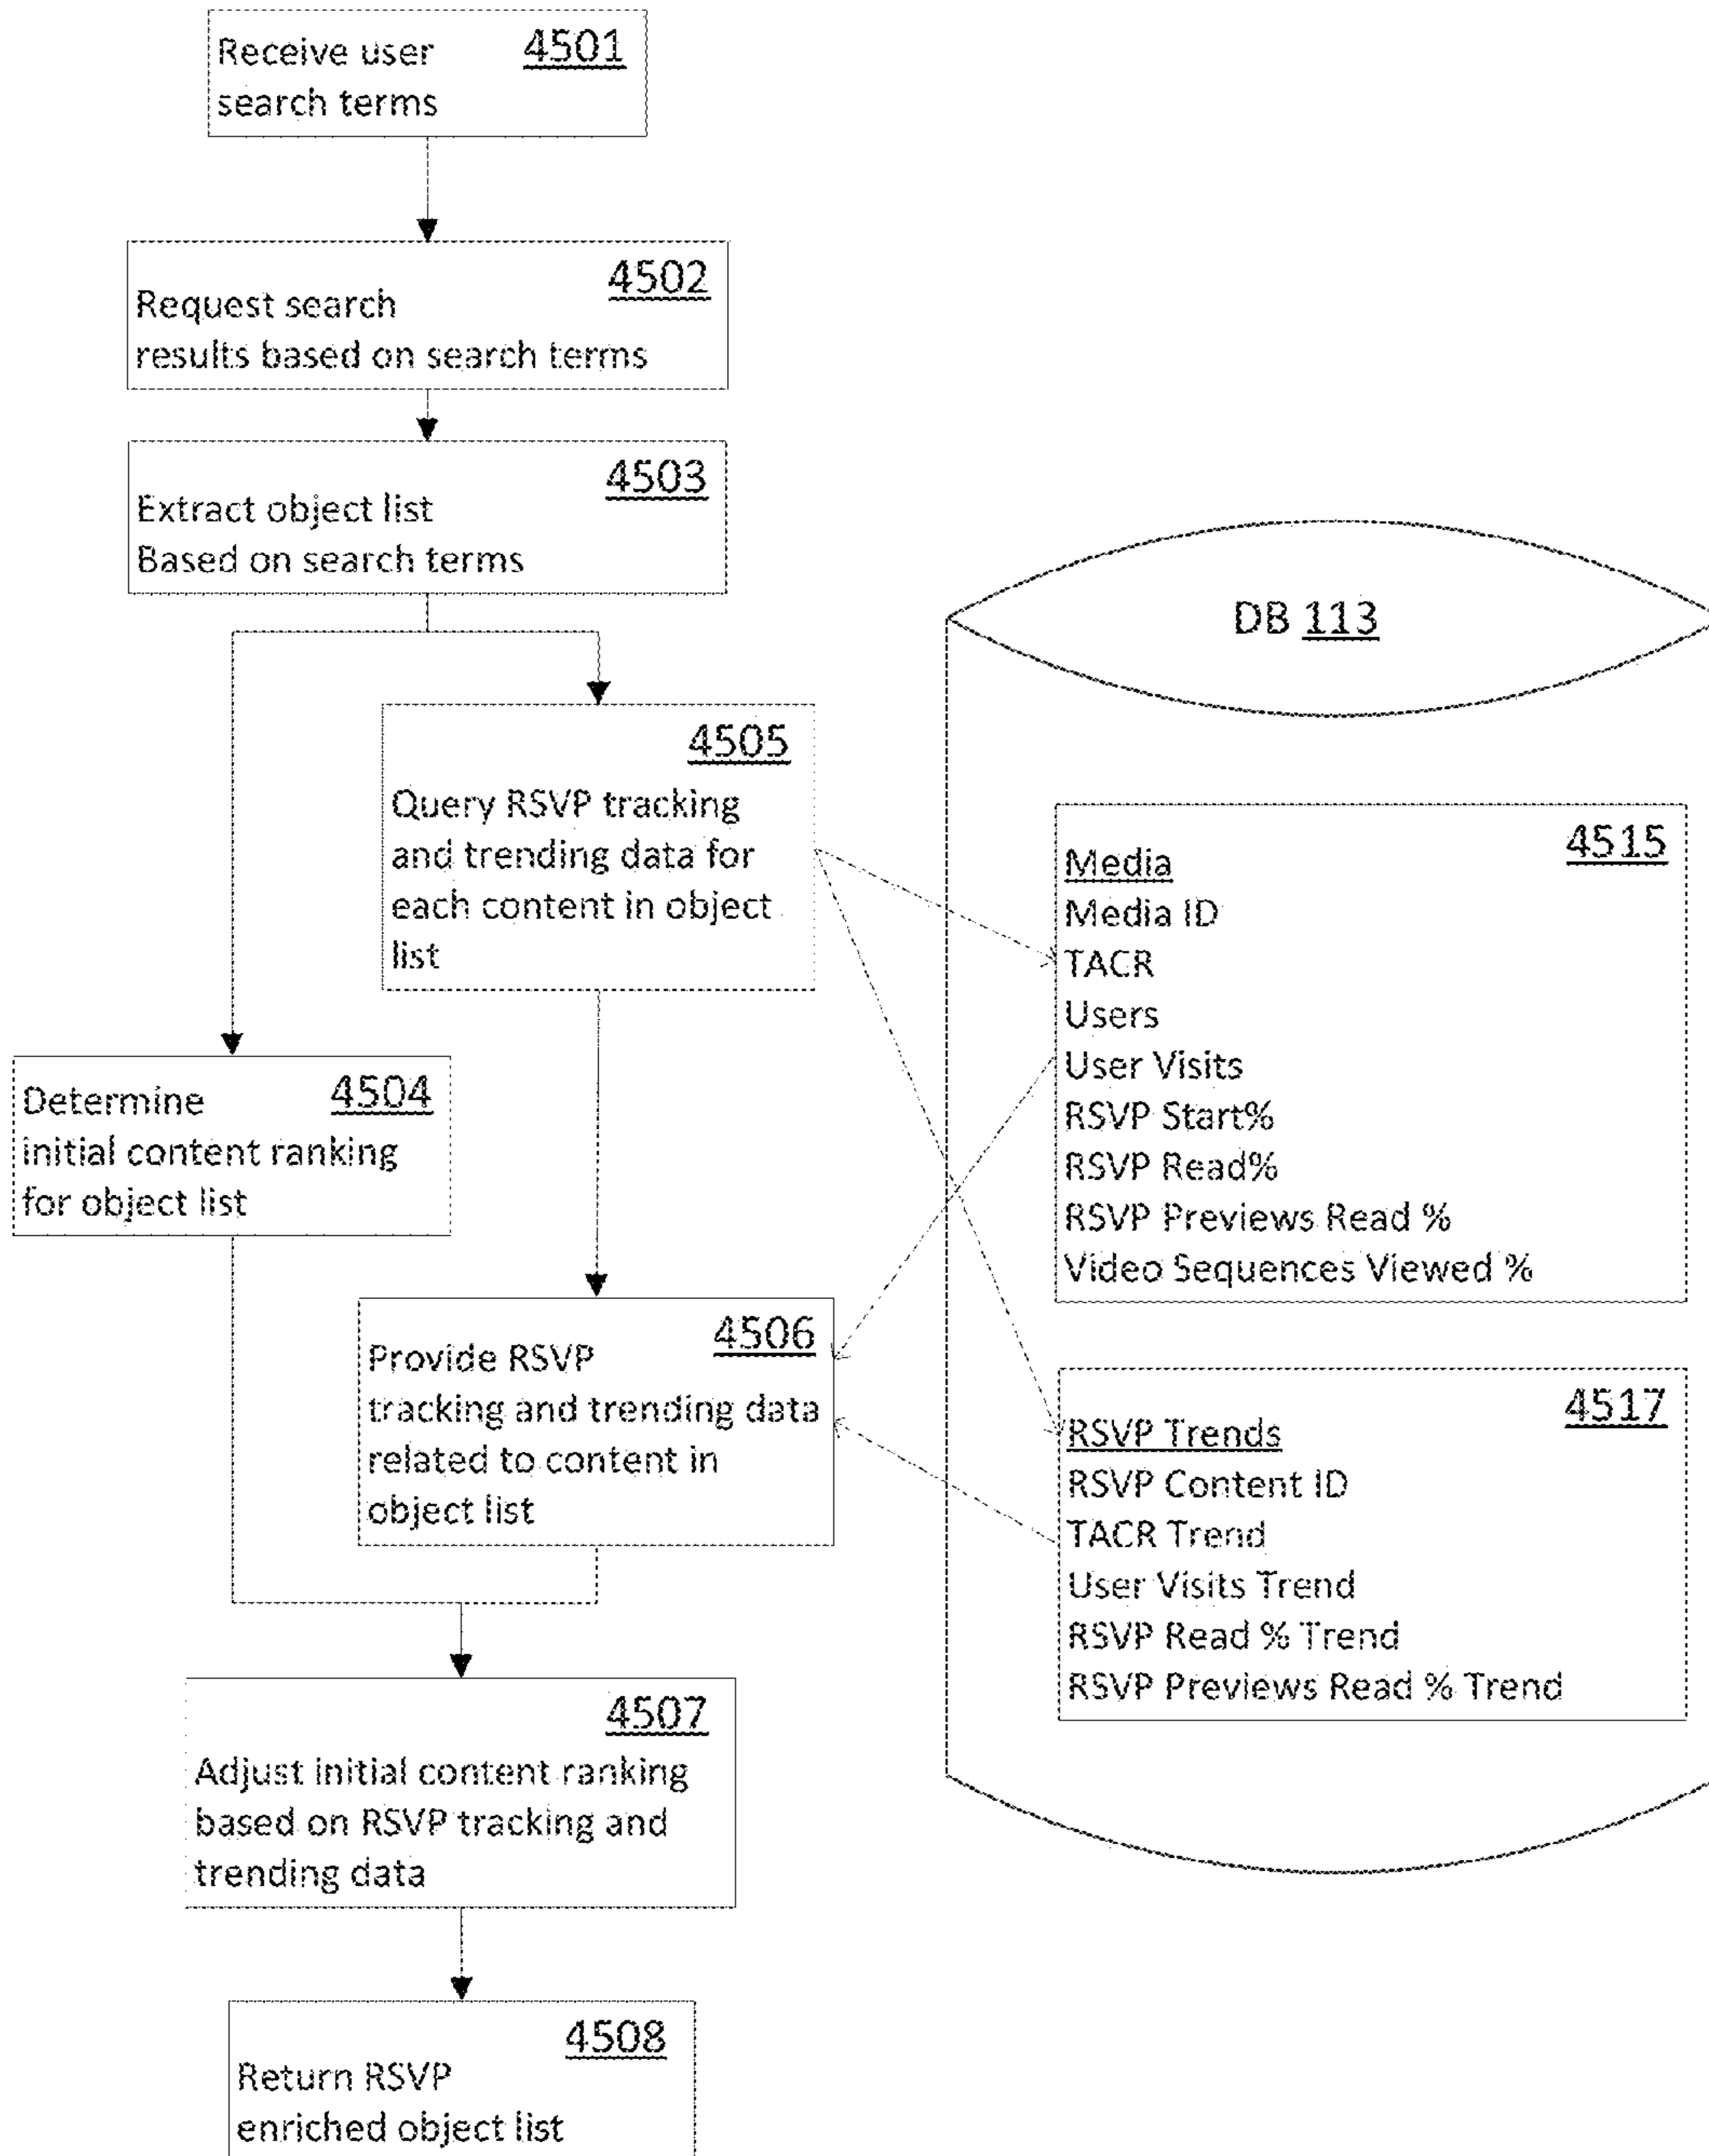 Receive user 4501
search terms
4502
Request search
results based on search terms
4503
Extract object list
Based on search terms
4505
Query RSVP tracking
and trending data for
each content in object
list
Determine 4504
initial content ranking
for object list
4506
Provide RSVP
tracking and trending data
related to content in
object list
4507
Adjust initial content ranking
based on RSVP tracking and
trending data
4508
Return RSVP
enriched object list
DB 113
4515
Media
Media ID
TACR
Users
User Visits
RSVP Start%
RSVP Read%
RSVP Previews Read %
Video Sequences Viewed %
4517
RSVP Trends
RSVP Content ID
TACR Trend
User Visits Trend
RSVP Read % Trend
RSVP Previews Read % Trend